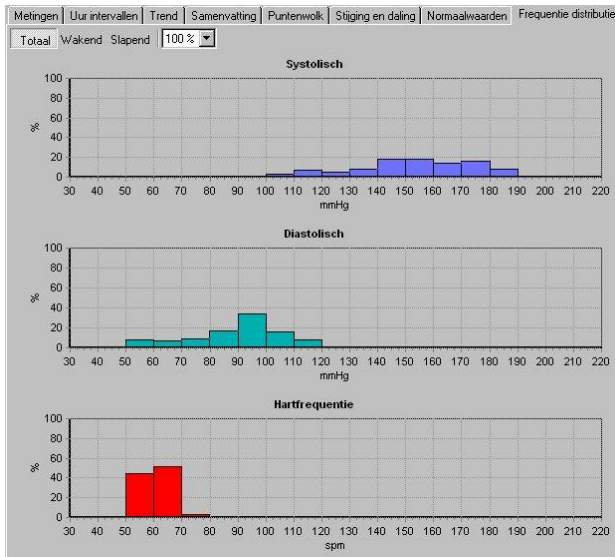 Metingen Uur intervallen Trend Samenvatting Puntenwolk Stijging en daling Normaalwaarden Frequentie distributie
Totaal Wakend Slapend 100 %
Systolisch
100
80
60
40
20
0
%
30 40 50 60 70 80 90 100 110 120 130 140 150 160 170 180 190 200 210 220
mmHg
Diastolisch
100
80
60
40
20
0
%
30 40 50 60 70 80 90 100 110 120 130 140 150 160 170 180 190 200 210 220
mmHg
Hartfrequentie
100
80
60
40
20
0
%
30 40 50 60 70 80 90 100 110 120 130 140 150 160 170 180 190 200 210 220
spm